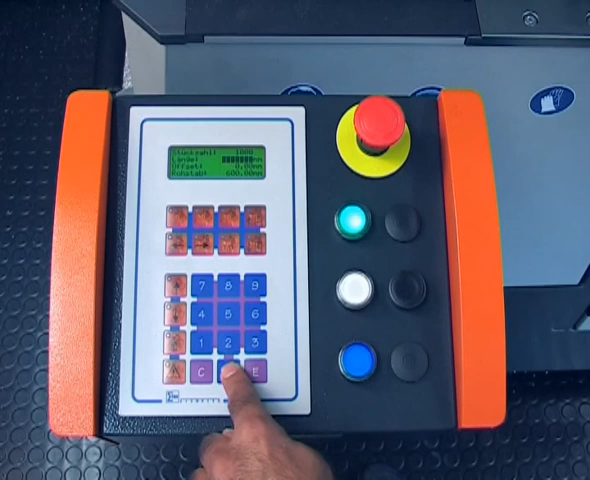 Stückzahl: 1000
Länge: mm
Offset: 0,00mm
Rohstab: 600,00mm
7 8 9
4 5 6
1 2 3
C E